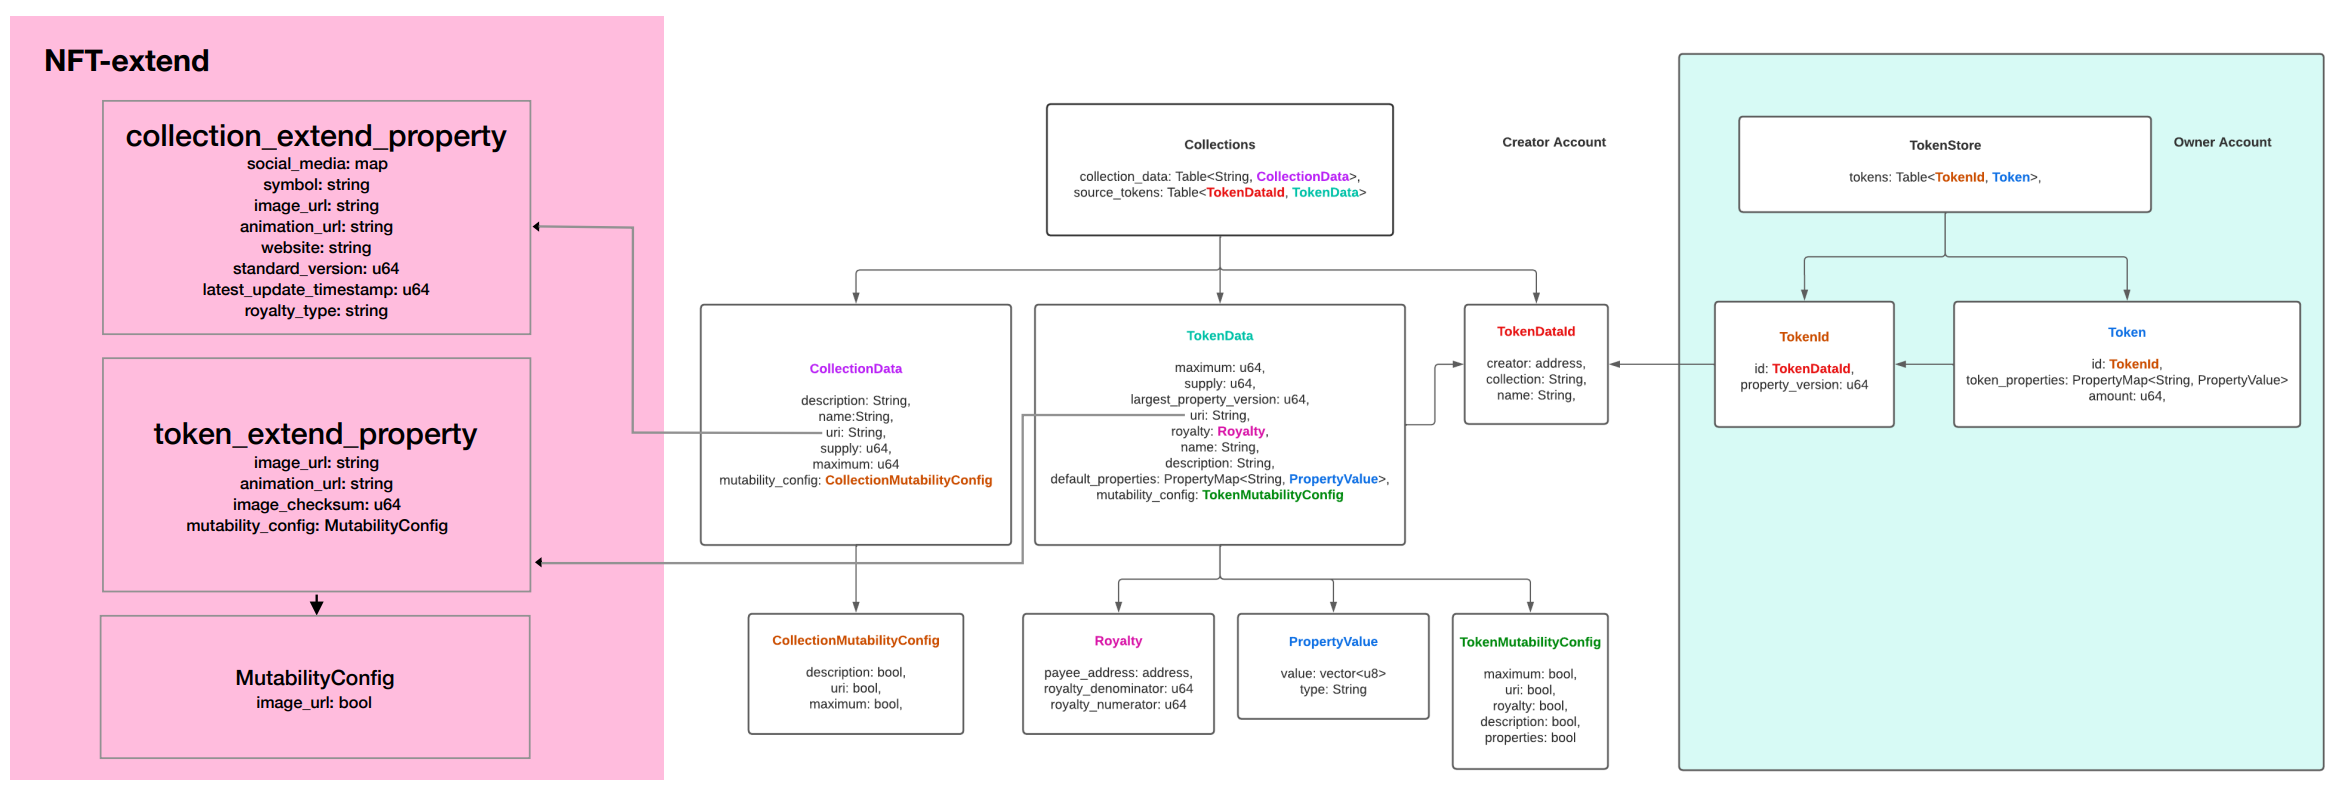 NFT-extend
collection_extend_property
social_media: map
symbol: string
image_url: string
animation_url: string
website: string
standard_version: u64
latest_update_timestamp: u64
royalty_type: string
token_extend_property
image_url: string
animation_url: string
image_checksum: u64
mutability_config: MutabilityConfig
MutabilityConfig
image_url: bool
Collections
collection_data: Table<String, CollectionData>,
source_tokens: Table<TokenDataId, TokenData>
Creator Account
CollectionData
description: String,
name:String,
uri: String,
supply: u64,
maximum: u64
mutability_config: CollectionMutabilityConfig
TokenData
maximum: u64,
supply: u64,
largest_property_version: u64,
uri: String,
royalty: Royalty,
name: String,
description: String,
default_properties: PropertyMap<String, PropertyValue>,
mutability_config: TokenMutabilityConfig
TokenDataId
creator: address,
collection: String,
name: String,
CollectionMutabilityConfig
description: bool,
uri: bool,
maximum: bool,
Royalty
payee_address: address,
royalty_denominator: u64
royalty_numerator: u64
PropertyValue
value: vector<u8>
type: String
TokenMutabilityConfig
maximum: bool,
uri: bool,
royalty: bool,
description: bool,
properties: bool
TokenStore
tokens: Table<TokenId, Token>,
Owner Account
TokenId
id: TokenDataId,
property_version: u64
Token
id: TokenId,
token_properties: PropertyMap<String, PropertyValue>
amount: u64,